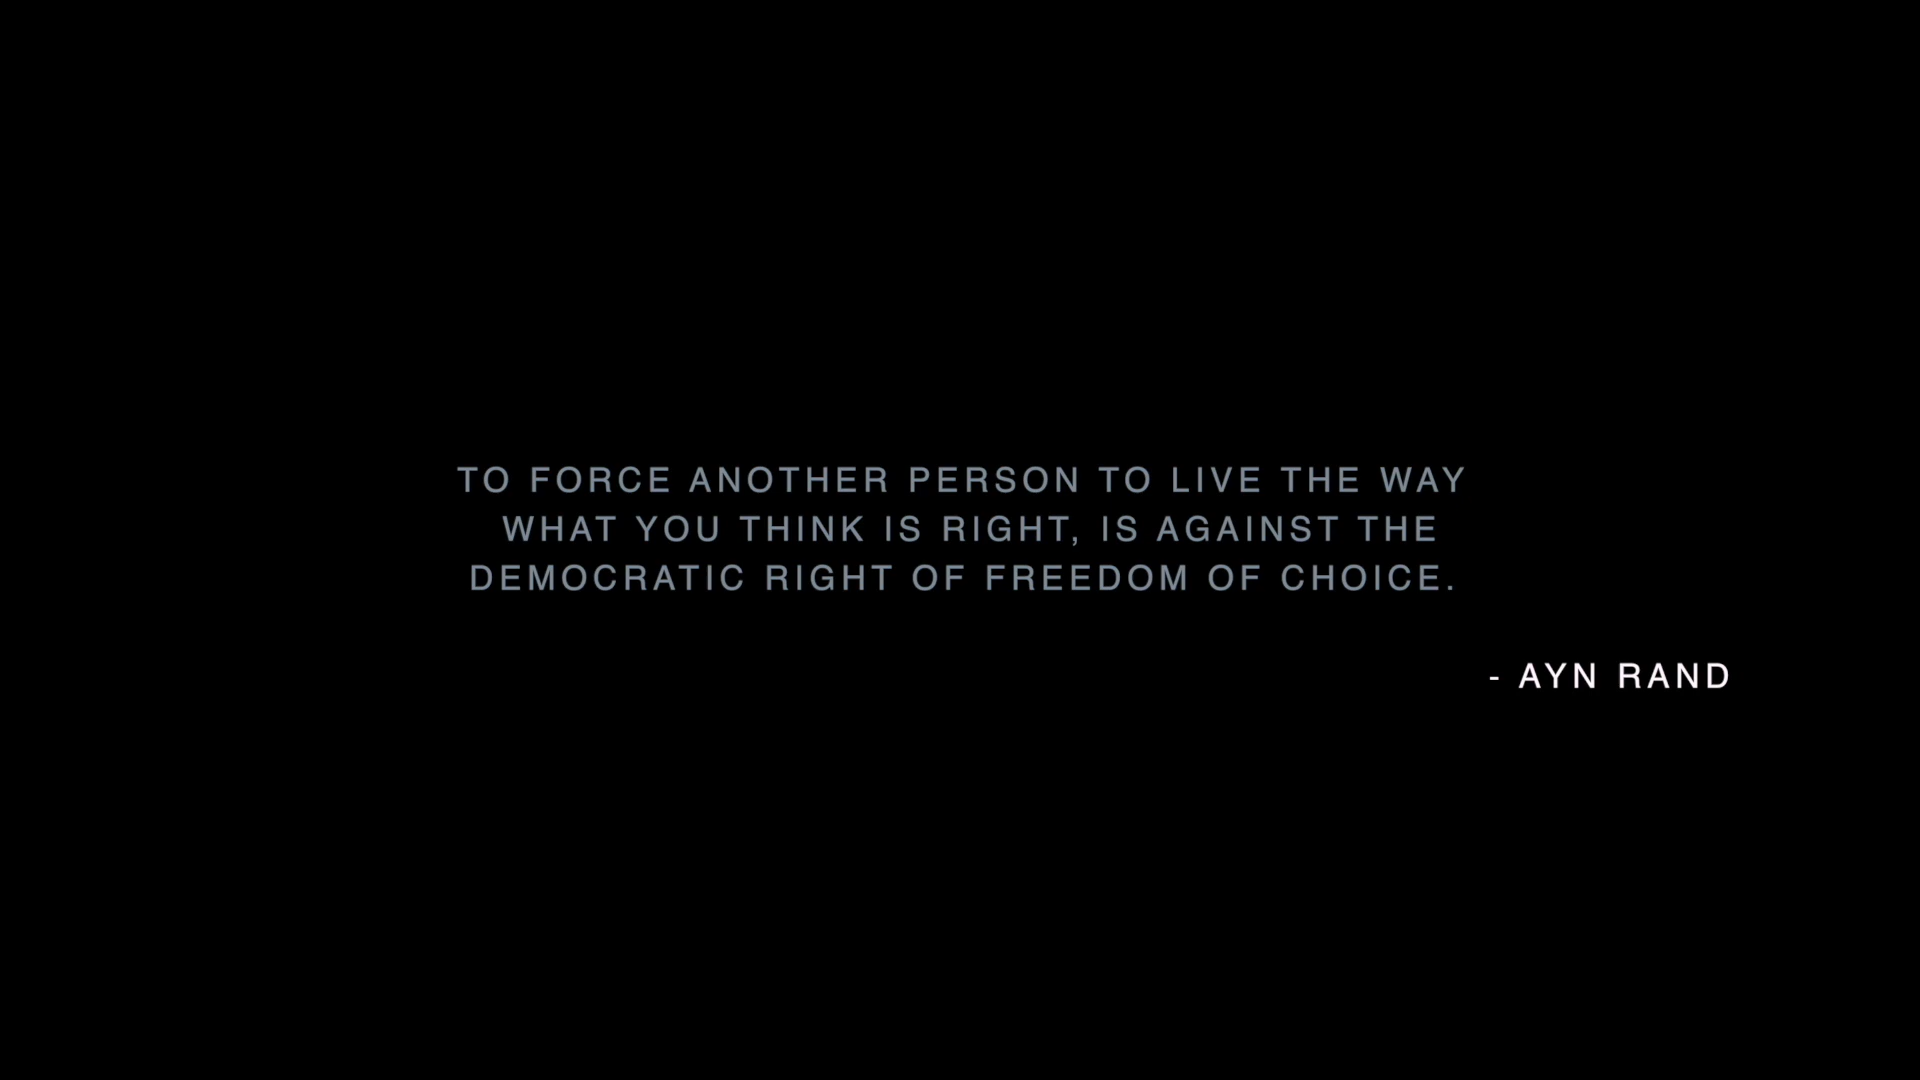 TO FORCE ANOTHER PERSON TO LIVE THE WAY
WHAT YOU THINK IS RIGHT, IS AGAINST THE
DEMOCRATIC RIGHT OF FREEDOM OF CHOICE.
- AYN RAND